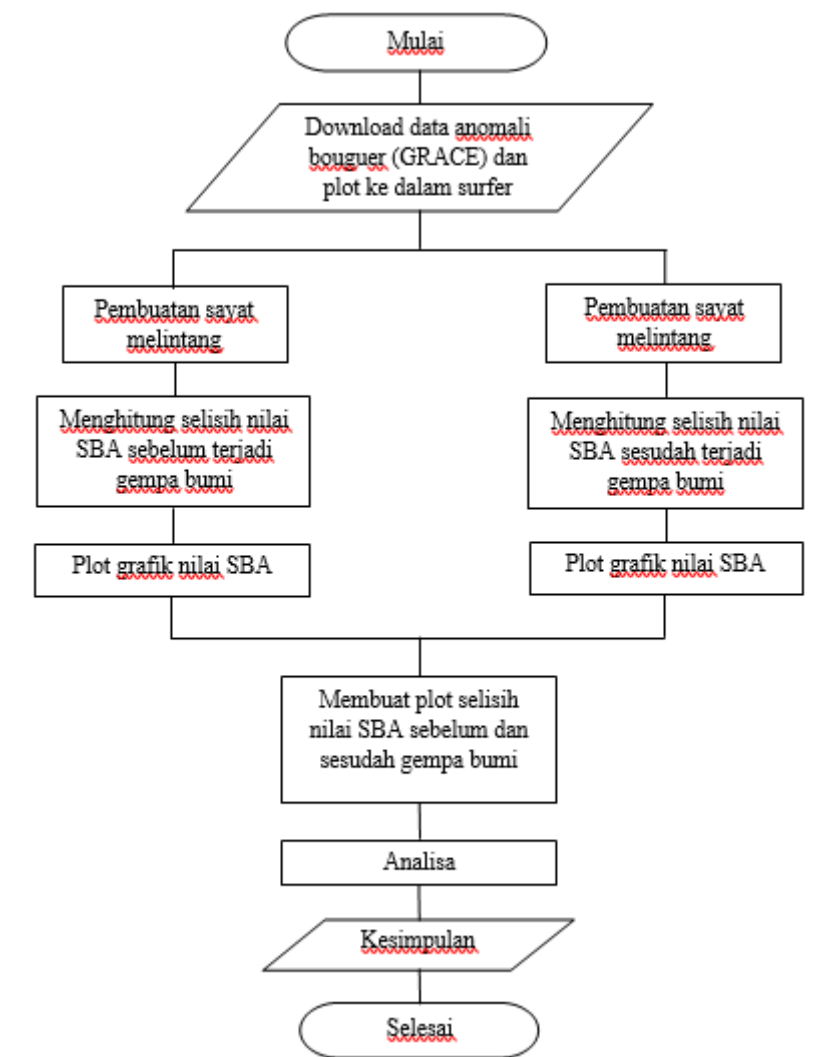 Mulai
Download data anomali
bouguer (GRACE) dan
plot ke dalam surfer
Pembuatan sayat
melintang
Menghitung selisih nilai
SBA sebelum terjadi
gempa bumi
Plot grafik nilai SBA
Pembuatan sayat
melintang
Menghitung selisih nilai
SBA sesudah terjadi
gempa bumi
Plot grafik nilai SBA
Membuat plot selisih
nilai SBA sebelum dan
sesudah gempa bumi
Analisa
Kesimpulan
Selesai